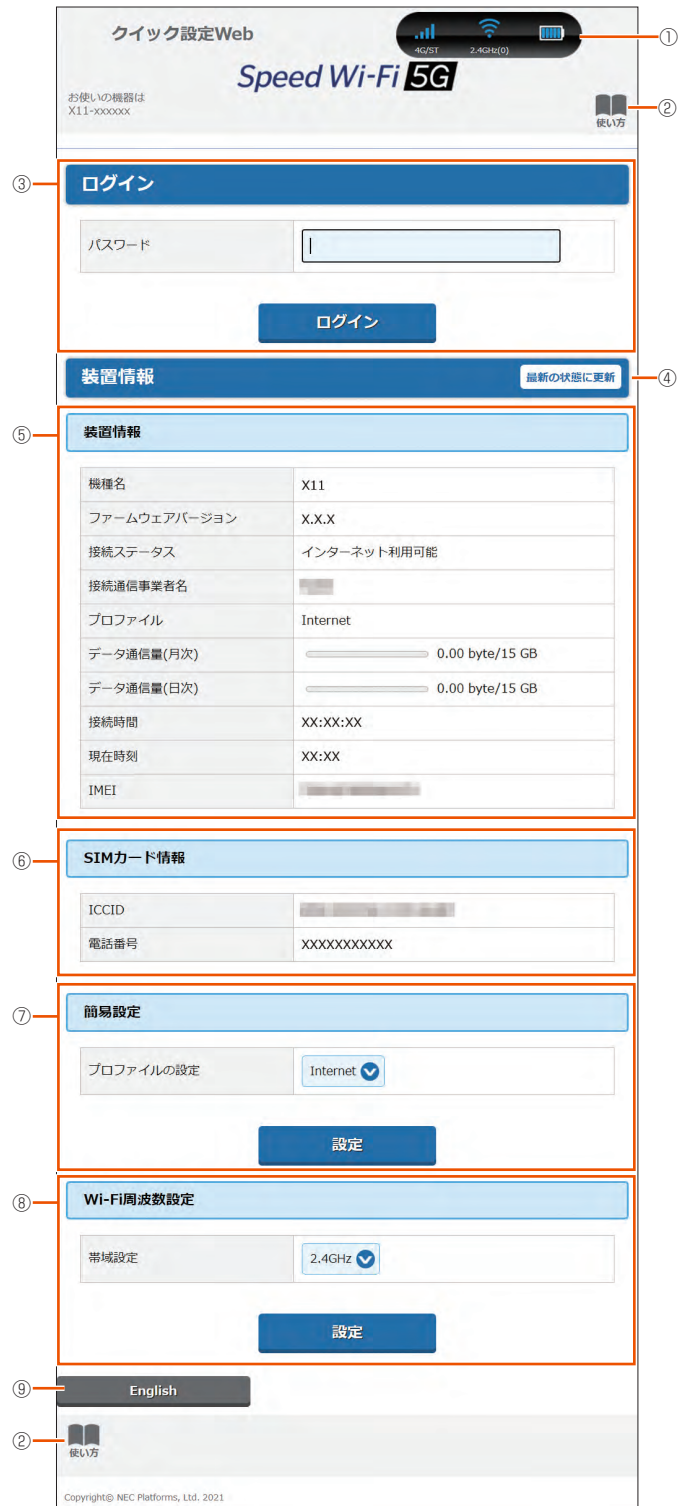 クイック設定Web
4G/ST 2.4GHz(0)
①
Speed Wi-Fi 5G
お使いの機器は
X11-xxxxxx
使い方
②
③
ログイン
パスワード
ログイン
装置情報 最新の状態に更新
④
⑤
装置情報
機種名 X11
ファームウェアバージョン X.X.X
接続ステータス インターネット利用可能
接続通信事業者名
プロファイル Internet
データ通信量(月次) 0.00 byte/15 GB
データ通信量(日次) 0.00 byte/15 GB
接続時間 XX:XX:XX
現在時刻 XX:XX
IMEI
⑥
SIMカード情報
ICCID
電話番号 XXXXXXXXXXX
⑦
簡易設定
プロファイルの設定 Internet
設定
⑧
Wi-Fi周波数設定
帯域設定 2.4GHz
設定
⑨
English
②
使い方
Copyright© NEC Platforms, Ltd. 2021